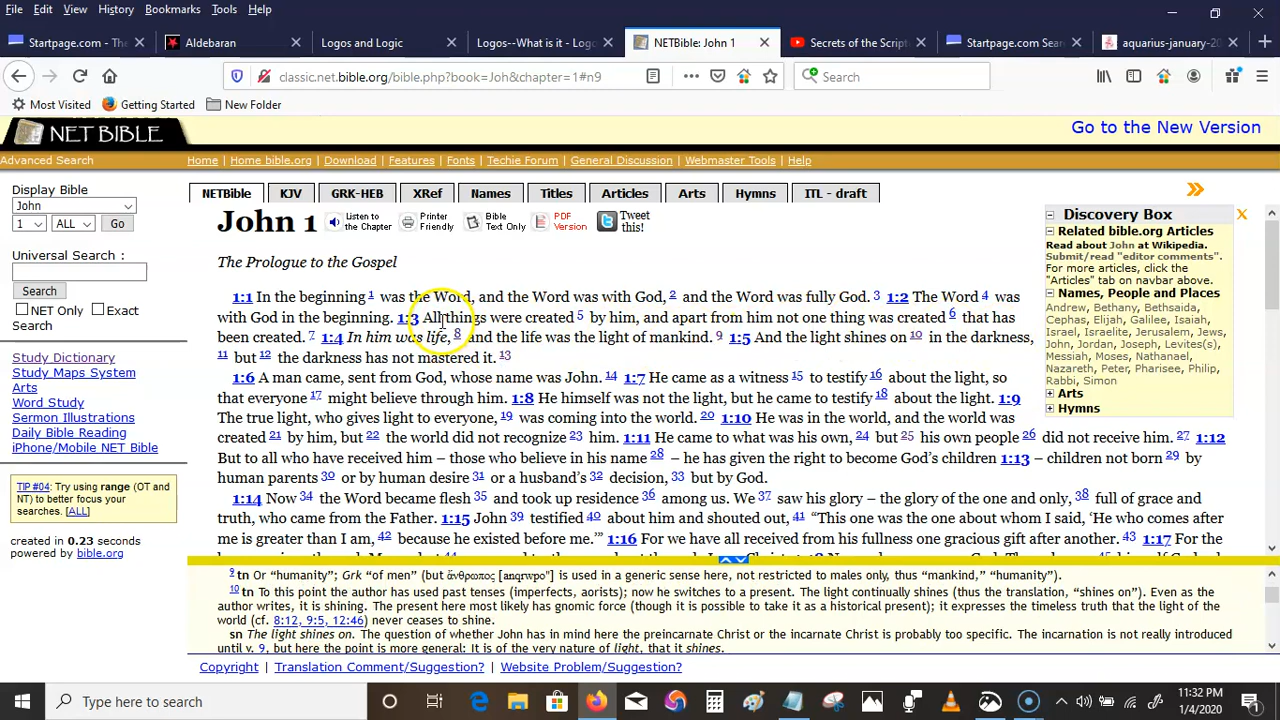 File Edit View History Bookmarks Tools Help
Startpage.com - The Aldebaran Logos and Logic Logos--What is it - Logo NETBible: John 1 Secrets of the Script Startpage.com Sear aquarius-january-20
classic.net.bible.org/bible.php?book=Joh&chapter=1#n9 Search
Most Visited Getting Started New Folder
NET BIBLE Go to the New Version
Advanced Search Home | Home bible.org | Download | Features | Fonts | Techie Forum | General Discussion | Webmaster Tools | Help
Display Bible
John
1 ALL Go
Universal Search :
Search
NET Only Exact
Search
Study Dictionary
Study Maps System
Arts
Word Study
Sermon Illustrations
Daily Bible Reading
iPhone/Mobile NET Bible
TIP #04: Try using range (OT and
NT) to better focus your
searches. [ALL]
created in 0.23 seconds
powered by bible.org
NETBible KJV GRK-HEB XRef Names Titles Articles Arts Hymns ITL - draft
John 1 Listen to the Chapter Printer Friendly Bible Text Only PDF Version Tweet this!
The Prologue to the Gospel
1:1 In the beginning 1 was the Word, and the Word was with God, 2 and the Word was fully God. 3 1:2 The Word 4 was
with God in the beginning. 1:3 All things were created 5 by him, and apart from him not one thing was created 6 that has
been created. 7 1:4 In him was life, 8 and the life was the light of mankind. 9 1:5 And the light shines on 10 in the darkness,
11 but 12 the darkness has not mastered it. 13
1:6 A man came, sent from God, whose name was John. 14 1:7 He came as a witness 15 to testify 16 about the light, so
that everyone 17 might believe through him. 1:8 He himself was not the light, but he came to testify 18 about the light. 1:9
The true light, who gives light to everyone, 19 was coming into the world. 20 1:10 He was in the world, and the world was
created 21 by him, but 22 the world did not recognize 23 him. 1:11 He came to what was his own, 24 but 25 his own people 26 did not receive him. 27 1:12
But to all who have received him – those who believe in his name 28 – he has given the right to become God's children 1:13 – children not born 29 by
human parents 30 or by human desire 31 or a husband's 32 decision, 33 but by God.
1:14 Now 34 the Word became flesh 35 and took up residence 36 among us. We 37 saw his glory – the glory of the one and only, 38 full of grace and
truth, who came from the Father. 1:15 John 39 testified 40 about him and shouted out, 41 "This one was the one about whom I said, 'He who comes after
me is greater than I am, 42 because he existed before me.'" 1:16 For we have all received from his fullness one gracious gift after another. 43 1:17 For the
Discovery Box
Related bible.org Articles
Read about John at Wikipedia.
Submit/read "editor comments".
For more articles, click the
"Articles" tab on navbar above.
Names, People and Places
Andrew, Bethany, Bethsaida,
Cephas, Elijah, Galilee, Isaiah,
John, Jordan, Joseph, Levites(s),
Messiah, Moses, Nathanael,
Nazareth, Peter, Pharisee, Philip,
Rabbi, Simon
Arts
Hymns
9 tn Or "humanity"; Grk "of men" (but ἄνθρωπος [anqrwpo"] is used in a generic sense here, not restricted to males only, thus "mankind," "humanity").
10 tn To this point the author has used past tenses (imperfects, aorists); now he switches to a present. The light continually shines (thus the translation, "shines on"). Even as the
author writes, it is shining. The present here most likely has gnomic force (though it is possible to take it as a historical present); it expresses the timeless truth that the light of the
world (cf. 8:12, 9:5, 12:46) never ceases to shine.
sn The light shines on. The question of whether John has in mind here the preincarnate Christ or the incarnate Christ is probably too specific. The incarnation is not really introduced
until v. 9, but here the point is more general: It is of the very nature of light, that it shines.
Copyright | Translation Comment/Suggestion? | Website Problem/Suggestion?
Type here to search
11:32 PM
1/4/2020